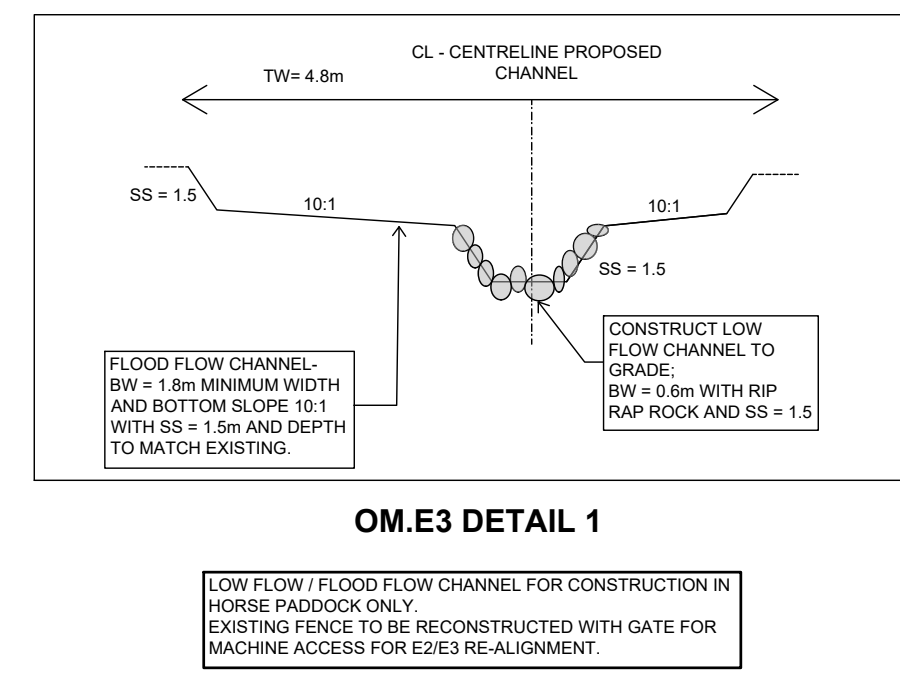 CL - CENTRELINE PROPOSED
CHANNEL
TW= 4.8m
SS = 1.5
10:1
10:1
SS = 1.5
FLOOD FLOW CHANNEL-
BW = 1.8m MINIMUM WIDTH
AND BOTTOM SLOPE 10:1
WITH SS = 1.5m AND DEPTH
TO MATCH EXISTING.
CONSTRUCT LOW
FLOW CHANNEL TO
GRADE;
BW = 0.6m WITH RIP
RAP ROCK AND SS = 1.5
OM.E3 DETAIL 1
LOW FLOW / FLOOD FLOW CHANNEL FOR CONSTRUCTION IN
HORSE PADDOCK ONLY.
EXISTING FENCE TO BE RECONSTRUCTED WITH GATE FOR
MACHINE ACCESS FOR E2/E3 RE-ALIGNMENT.